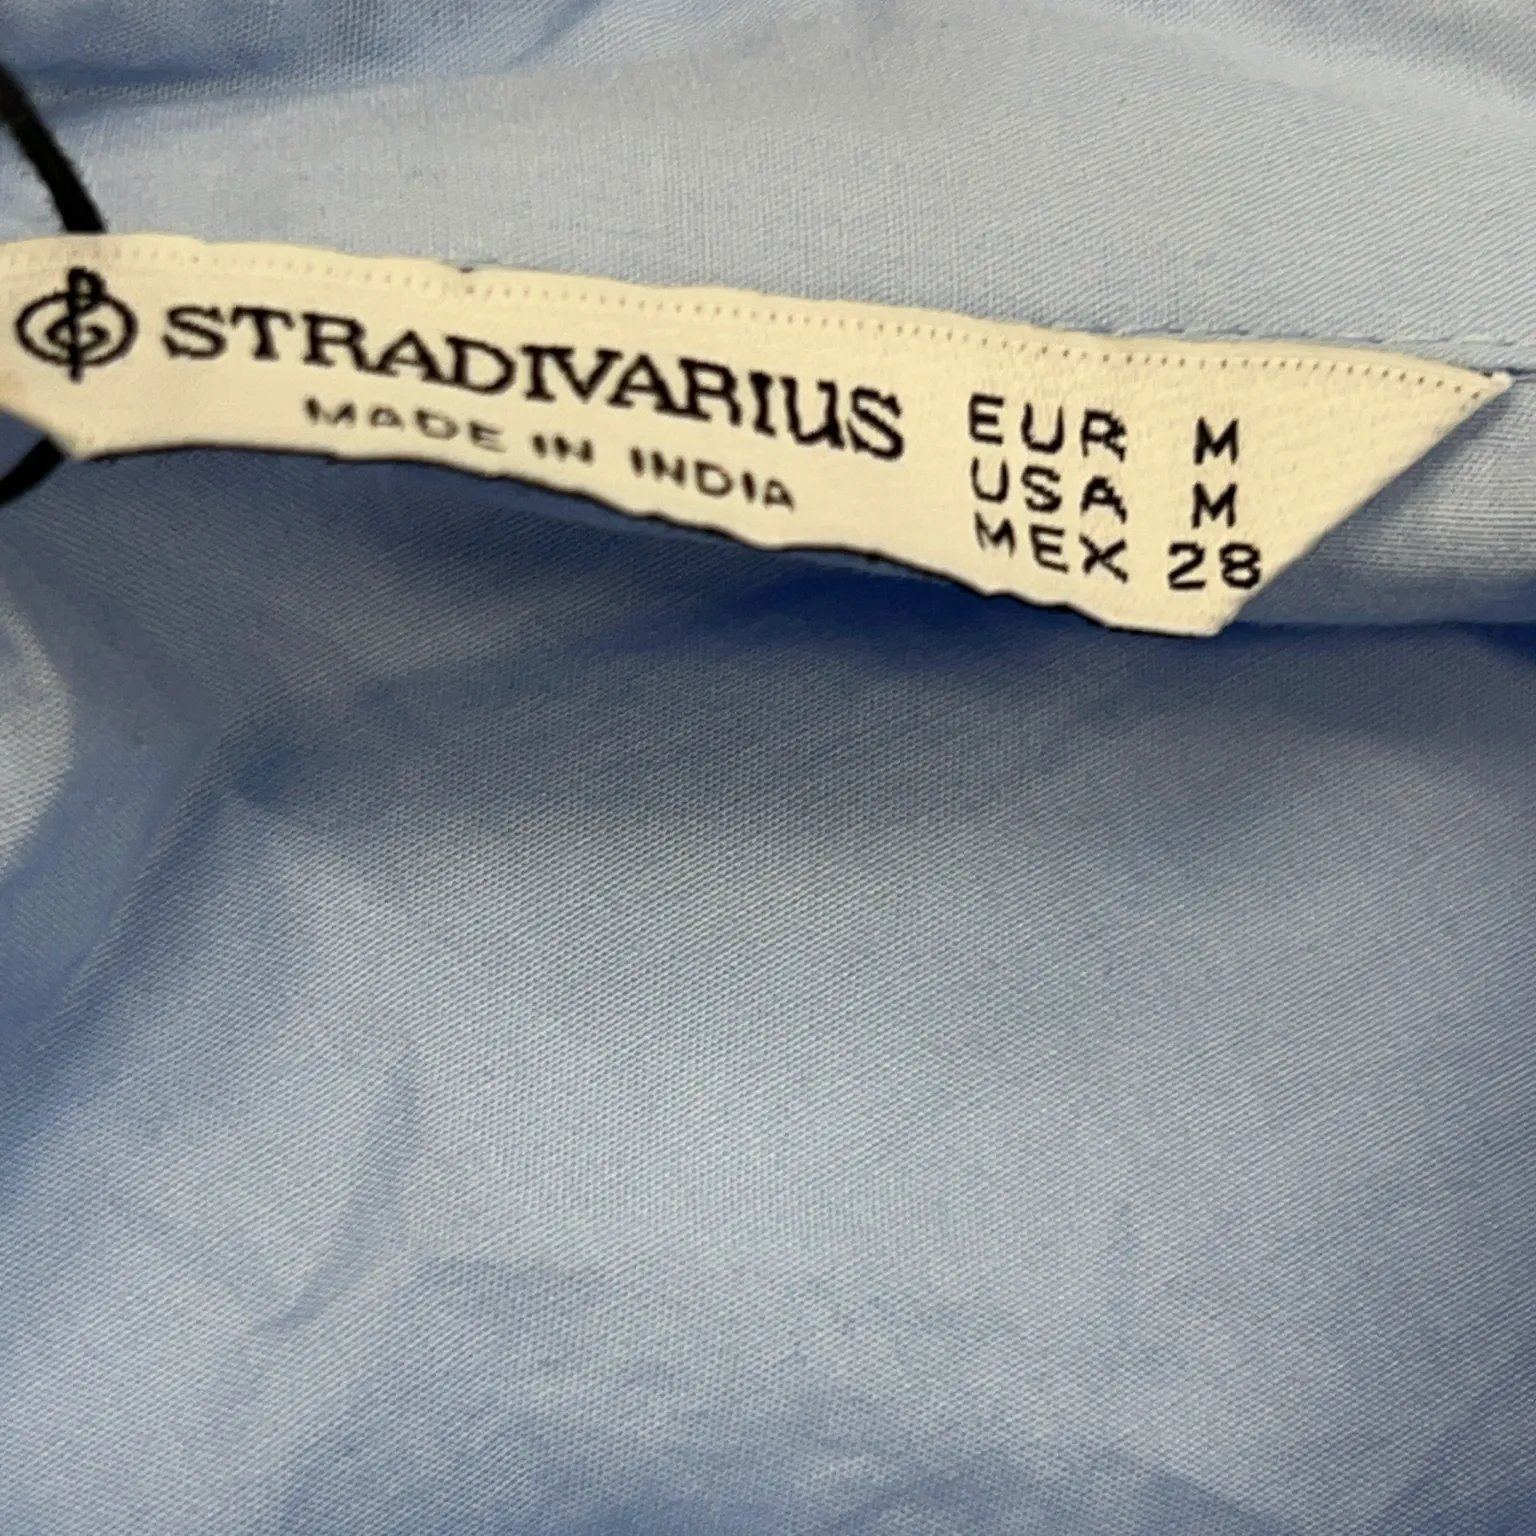 STRADIVARIUS
MADE IN INDIA
EUR M
USA M
MEX 28